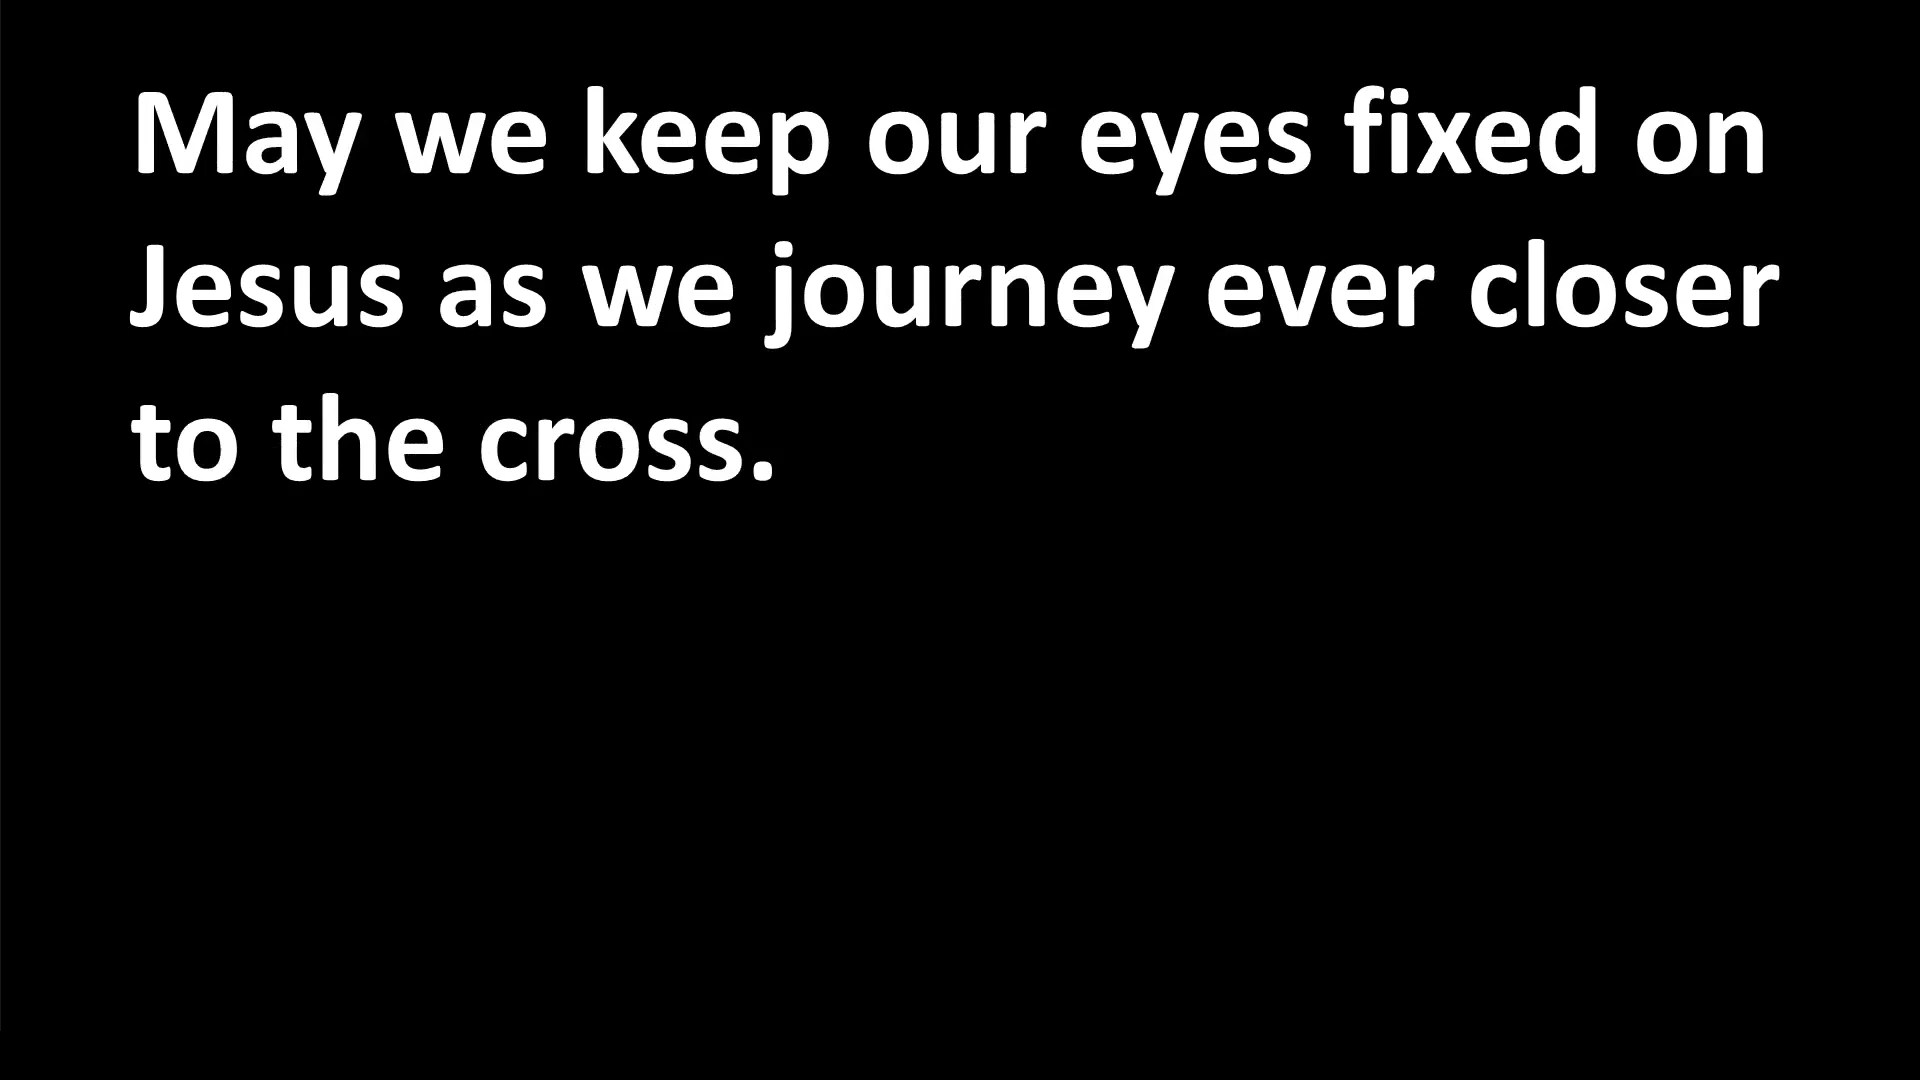 May we keep our eyes fixed on
Jesus as we journey ever closer
to the cross.